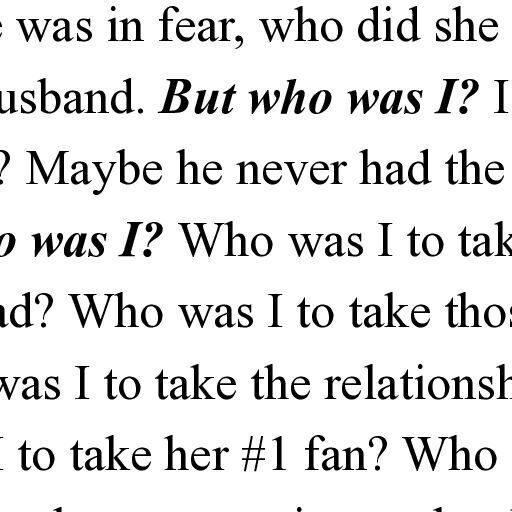 was in fear, who did she
usband. But who was I? I
? Maybe he never had the
o was I? Who was I to tak
ad? Who was I to take thos
was I to take the relationsh
I to take her #1 fan? Who